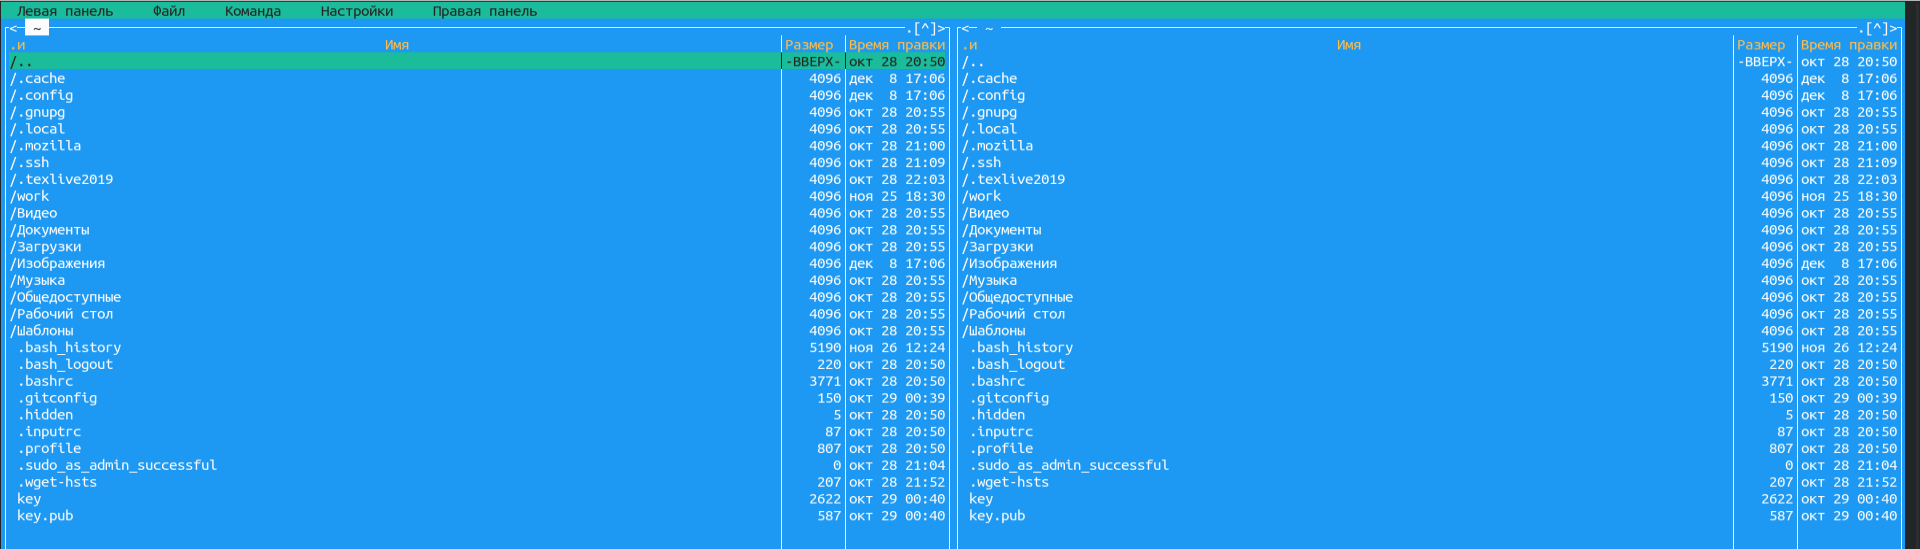 Левая панель Файл Команда Настройки Правая панель
<- ~ .[^]> <- ~ .[^]>
.и Имя Размер Время правки .и Имя Размер Время правки
/.. -ВВЕРХ- окт 28 20:50 /.. -ВВЕРХ- окт 28 20:50
/.cache 4096 дек 8 17:06 /.cache 4096 дек 8 17:06
/.config 4096 дек 8 17:06 /.config 4096 дек 8 17:06
/.gnupg 4096 окт 28 20:55 /.gnupg 4096 окт 28 20:55
/.local 4096 окт 28 20:55 /.local 4096 окт 28 20:55
/.mozilla 4096 окт 28 21:00 /.mozilla 4096 окт 28 21:00
/.ssh 4096 окт 28 21:09 /.ssh 4096 окт 28 21:09
/.texlive2019 4096 окт 28 22:03 /.texlive2019 4096 окт 28 22:03
/work 4096 ноя 25 18:30 /work 4096 ноя 25 18:30
/Видео 4096 окт 28 20:55 /Видео 4096 окт 28 20:55
/Документы 4096 окт 28 20:55 /Документы 4096 окт 28 20:55
/Загрузки 4096 окт 28 20:55 /Загрузки 4096 окт 28 20:55
/Изображения 4096 дек 8 17:06 /Изображения 4096 дек 8 17:06
/Музыка 4096 окт 28 20:55 /Музыка 4096 окт 28 20:55
/Общедоступные 4096 окт 28 20:55 /Общедоступные 4096 окт 28 20:55
/Рабочий стол 4096 окт 28 20:55 /Рабочий стол 4096 окт 28 20:55
/Шаблоны 4096 окт 28 20:55 /Шаблоны 4096 окт 28 20:55
.bash_history 5190 ноя 26 12:24 .bash_history 5190 ноя 26 12:24
.bash_logout 220 окт 28 20:50 .bash_logout 220 окт 28 20:50
.bashrc 3771 окт 28 20:50 .bashrc 3771 окт 28 20:50
.gitconfig 150 окт 29 00:39 .gitconfig 150 окт 29 00:39
.hidden 5 окт 28 20:50 .hidden 5 окт 28 20:50
.inputrc 87 окт 28 20:50 .inputrc 87 окт 28 20:50
.profile 807 окт 28 20:50 .profile 807 окт 28 20:50
.sudo_as_admin_successful 0 окт 28 21:04 .sudo_as_admin_successful 0 окт 28 21:04
.wget-hsts 207 окт 28 21:52 .wget-hsts 207 окт 28 21:52
key 2622 окт 29 00:40 key 2622 окт 29 00:40
key.pub 587 окт 29 00:40 key.pub 587 окт 29 00:40